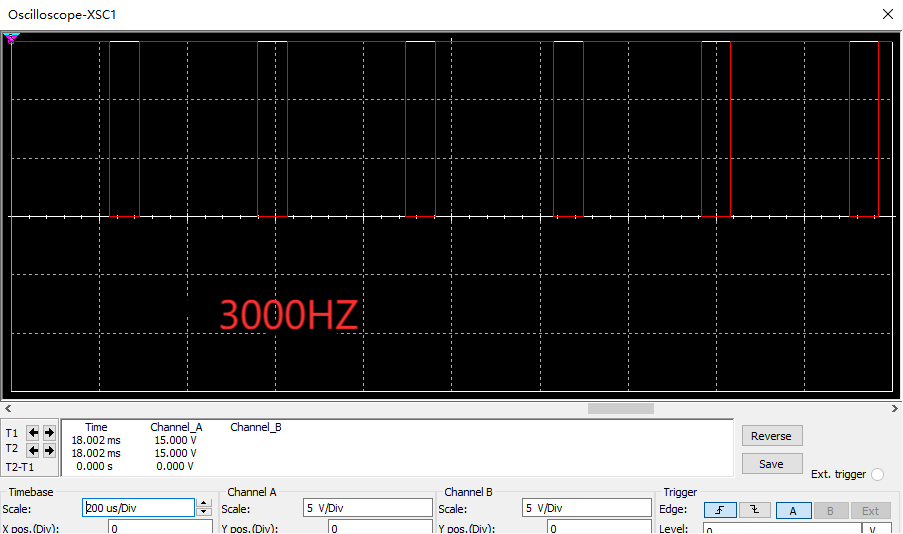 Oscilloscope-XSC1
3000HZ
Time Channel_A Channel_B
T1 18.002 ms 15.000 V
T2 18.002 ms 15.000 V
T2-T1 0.000 s 0.000 V
Reverse
Save
Ext. trigger
Timebase Channel A Channel B Trigger
Scale: 200 us/Div Scale: 5 V/Div Scale: 5 V/Div Edge: A B Ext
X pos.(Div): 0 Y pos.(Div): 0 Y pos.(Div): 0 Level: 0 V